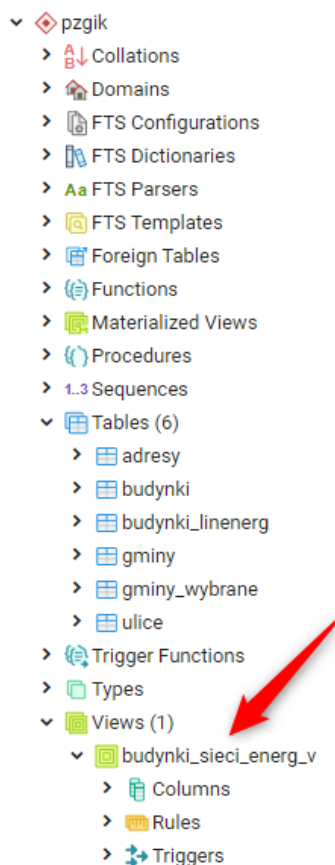 pzgik
Collations
Domains
FTS Configurations
FTS Dictionaries
Aa FTS Parsers
FTS Templates
Foreign Tables
Functions
Materialized Views
Procedures
1..3 Sequences
Tables (6)
adresy
budynki
budynki_linenerg
gminy
gminy_wybrane
ulice
Trigger Functions
Types
Views (1)
budynki_sieci_energ_v
Columns
Rules
Triggers